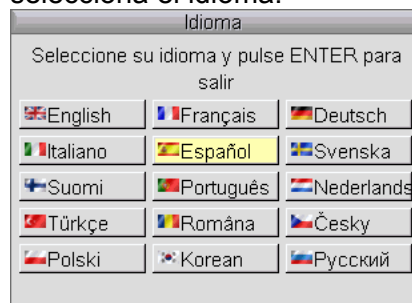 selecciona el idioma.
Idioma
Seleccione su idioma y pulse ENTER para
salir
English Français Deutsch
Italiano Español Svenska
Suomi Português Nederlands
Türkçe Româna Česky
Polski Korean Русский